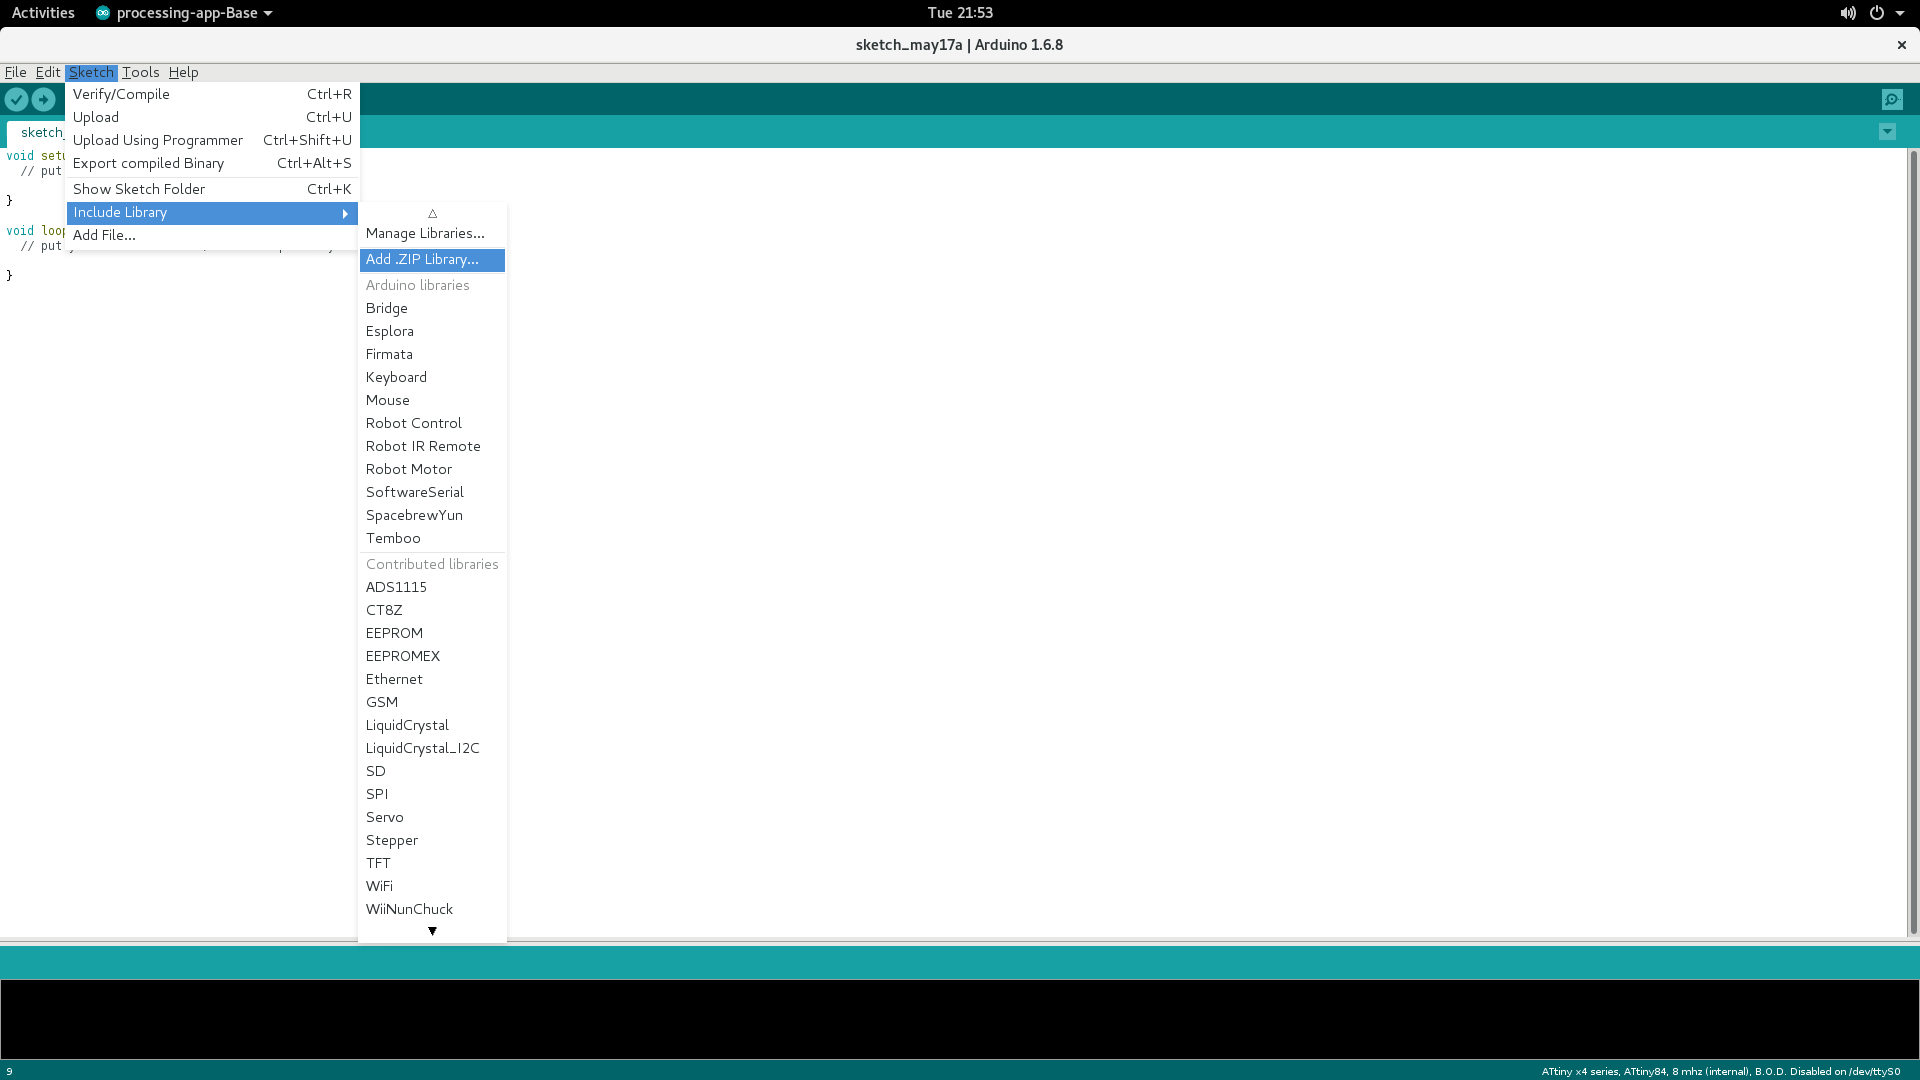 Activities processing-app-Base Tue 21:53
sketch_may17a | Arduino 1.6.8
File Edit Sketch Tools Help
Verify/Compile Ctrl+R
Upload Ctrl+U
Upload Using Programmer Ctrl+Shift+U
Export compiled Binary Ctrl+Alt+S
Show Sketch Folder Ctrl+K
Include Library
Add File...
sketch_
void setu
// put
}
void loop
// put
}
Manage Libraries...
Add .ZIP Library...
Arduino libraries
Bridge
Esplora
Firmata
Keyboard
Mouse
Robot Control
Robot IR Remote
Robot Motor
SoftwareSerial
SpacebrewYun
Temboo
Contributed libraries
ADS1115
CT8Z
EEPROM
EEPROMEX
Ethernet
GSM
LiquidCrystal
LiquidCrystal_I2C
SD
SPI
Servo
Stepper
TFT
WiFi
WiiNunChuck
9 ATtiny x4 series, ATtiny84, 8 mhz (internal), B.O.D. Disabled on /dev/ttyS0